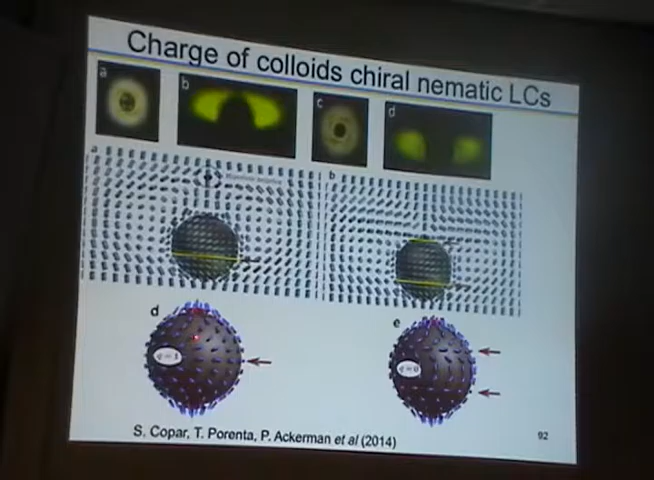 Charge of colloids chiral nematic LCs
a
b
c
d
a
b
d
e
S. Copar, T. Porenta, P. Ackerman et al (2014)
92